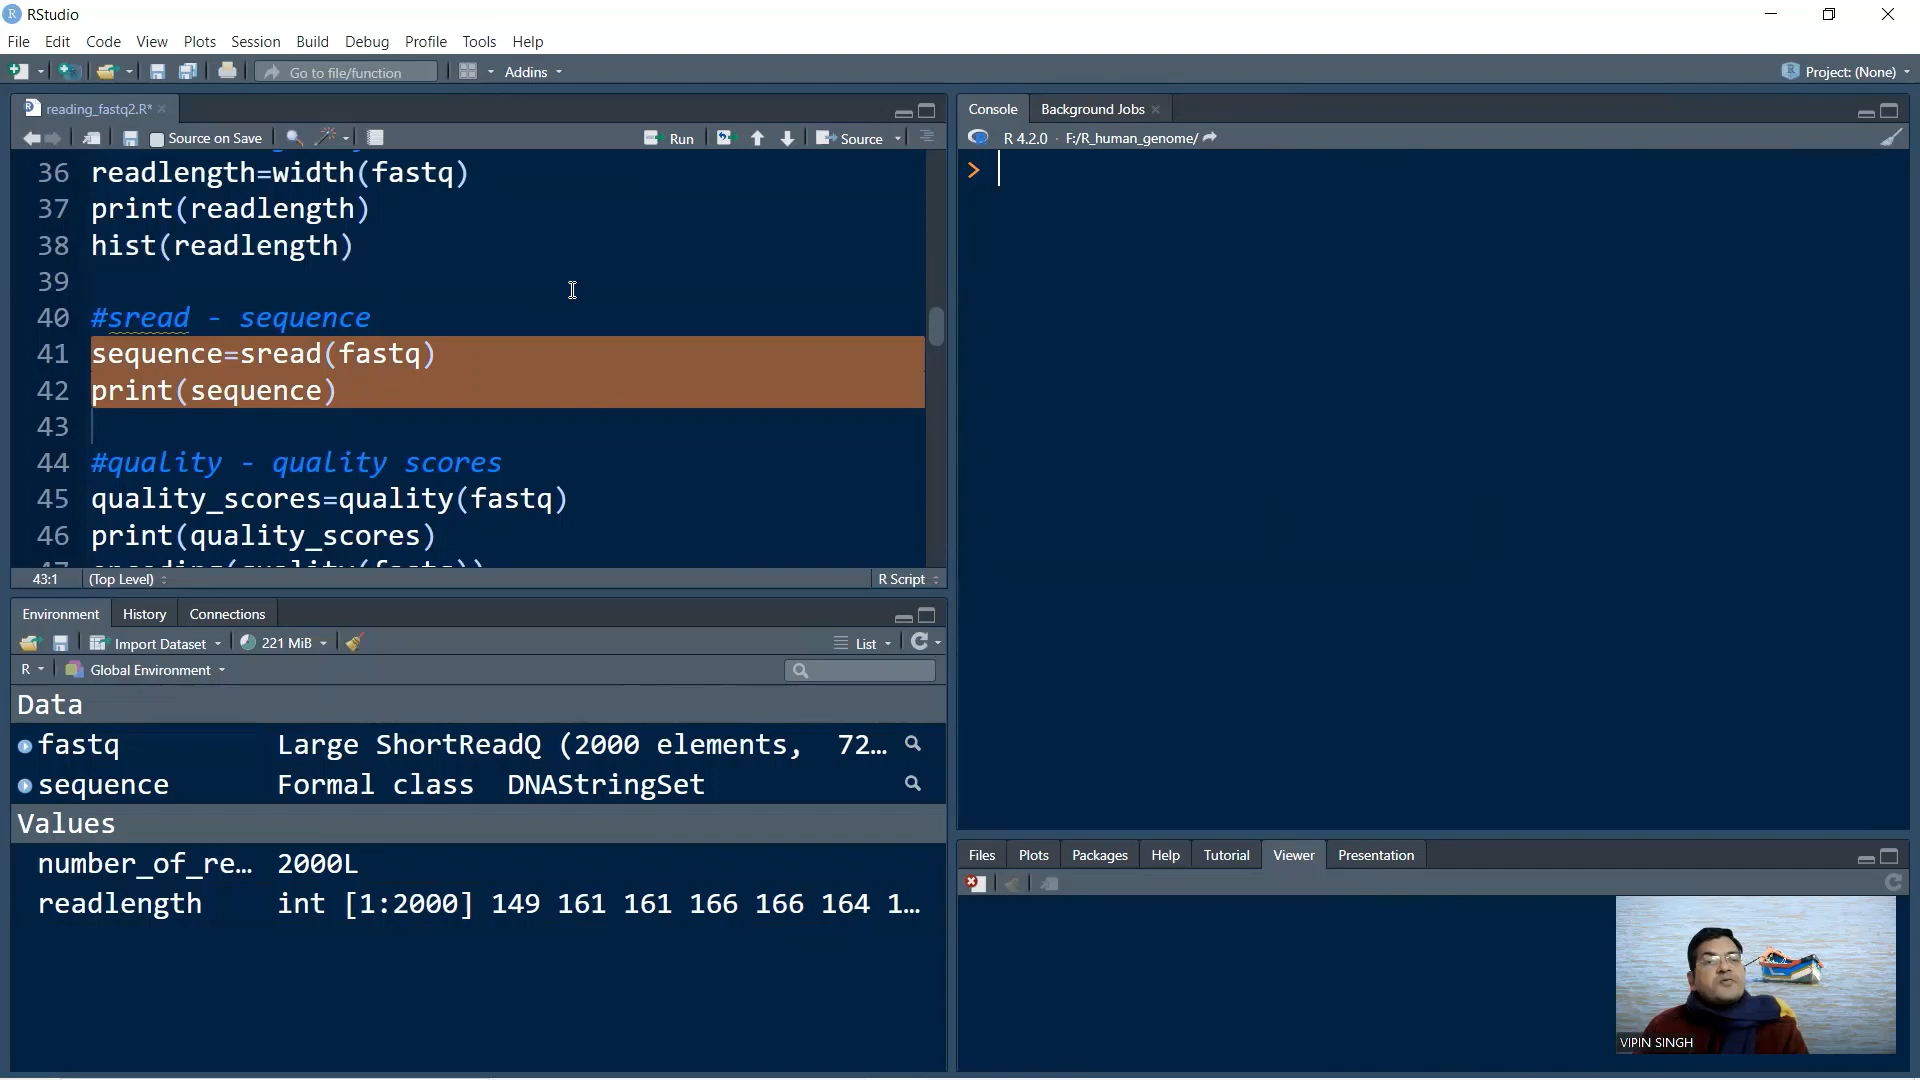 RStudio
File Edit Code View Plots Session Build Debug Profile Tools Help
Go to file/function Addins Project: (None)
reading_fastq2.R*
Source on Save Run Source
36 readlength=width(fastq)
37 print(readlength)
38 hist(readlength)
39
40 #sread - sequence
41 sequence=sread(fastq)
42 print(sequence)
43
44 #quality - quality scores
45 quality_scores=quality(fastq)
46 print(quality_scores)
43:1 (Top Level) R Script
Environment History Connections
Import Dataset 221 MiB List
R Global Environment
Data
fastq Large ShortReadQ (2000 elements, 72…
sequence Formal class DNAStringSet
Values
number_of_re… 2000L
readlength int [1:2000] 149 161 161 166 166 164 1…
Console Background Jobs
R 4.2.0 · F:/R_human_genome/
>
Files Plots Packages Help Tutorial Viewer Presentation
VIPIN SINGH